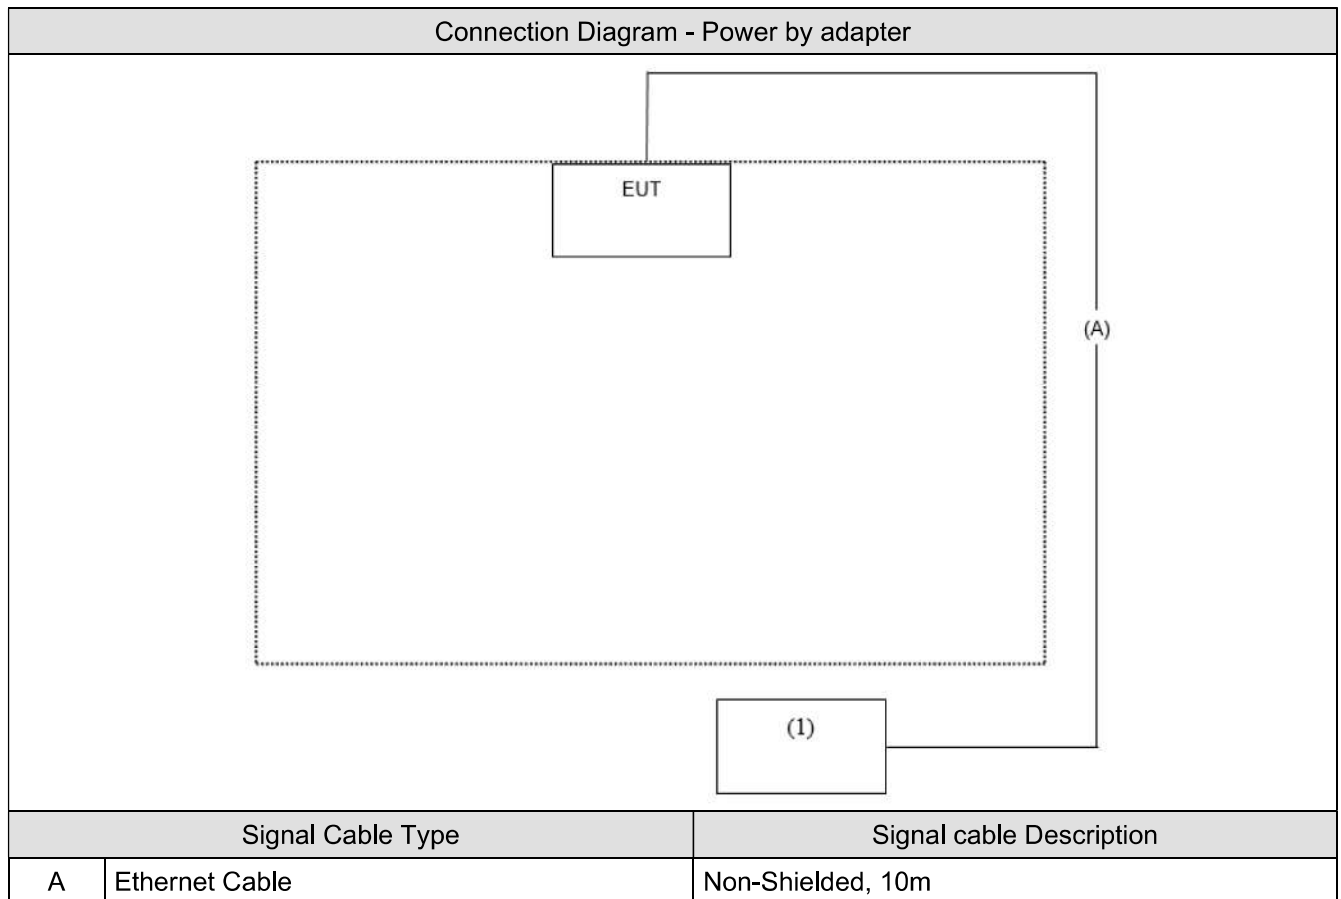 Connection Diagram - Power by adapter
EUT
(A)
(1)
Signal Cable Type Signal cable Description
A Ethernet Cable Non-Shielded, 10m